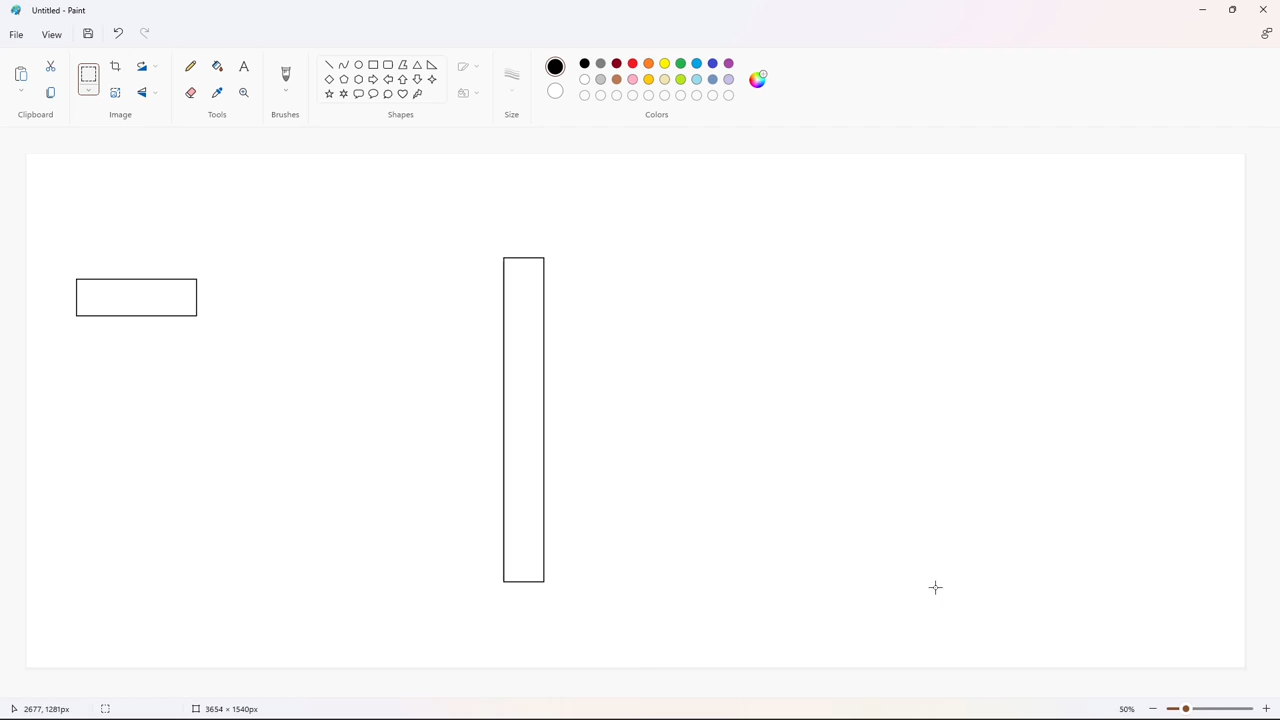 Untitled - Paint
File View
Clipboard Image Tools Brushes Shapes Size Colors
2677, 1281px 3654 × 1540px 50%